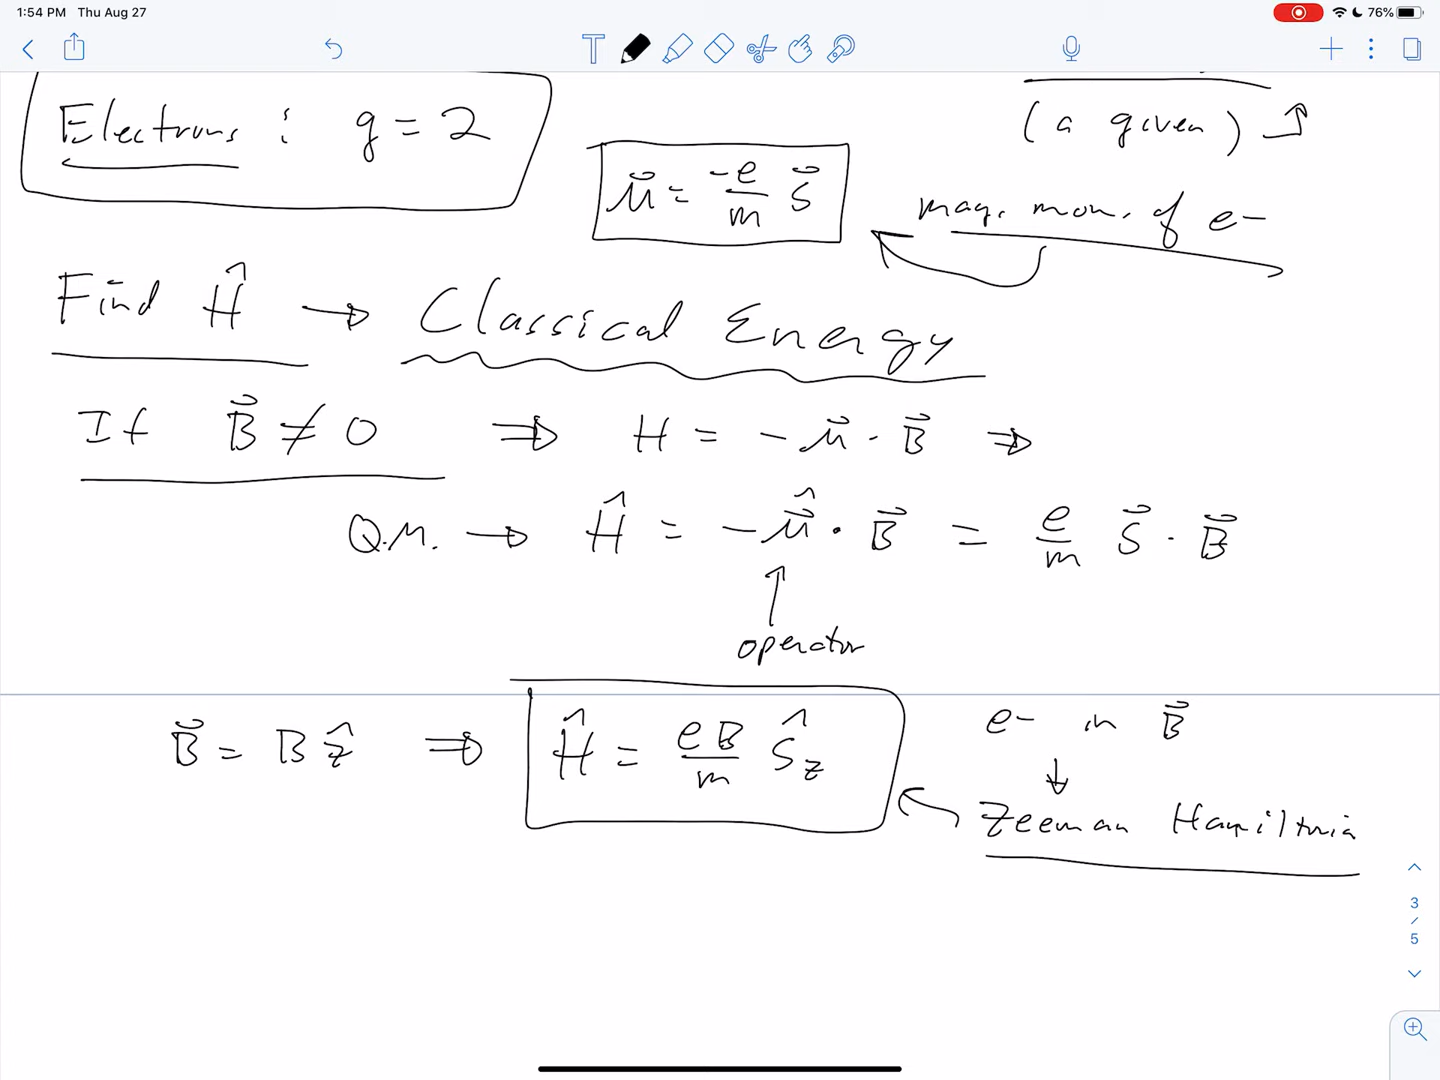 1:54 PM Thu Aug 27 76%
T
(a given)
Electrons : g = 2
μ⃗ = -e/m S⃗
mag. mom. of e-
Find Ĥ → Classical Energy
If B⃗ ≠ 0 ⇒ H = - μ⃗ · B⃗ ⇒
Q.M. → Ĥ = - μ⃗̂ · B⃗ = e/m S⃗ · B⃗
operator
B⃗ = B ẑ ⇒ Ĥ = eB/m Ŝz
e- in B⃗
↓
Zeeman Hamiltonia
3
/
5